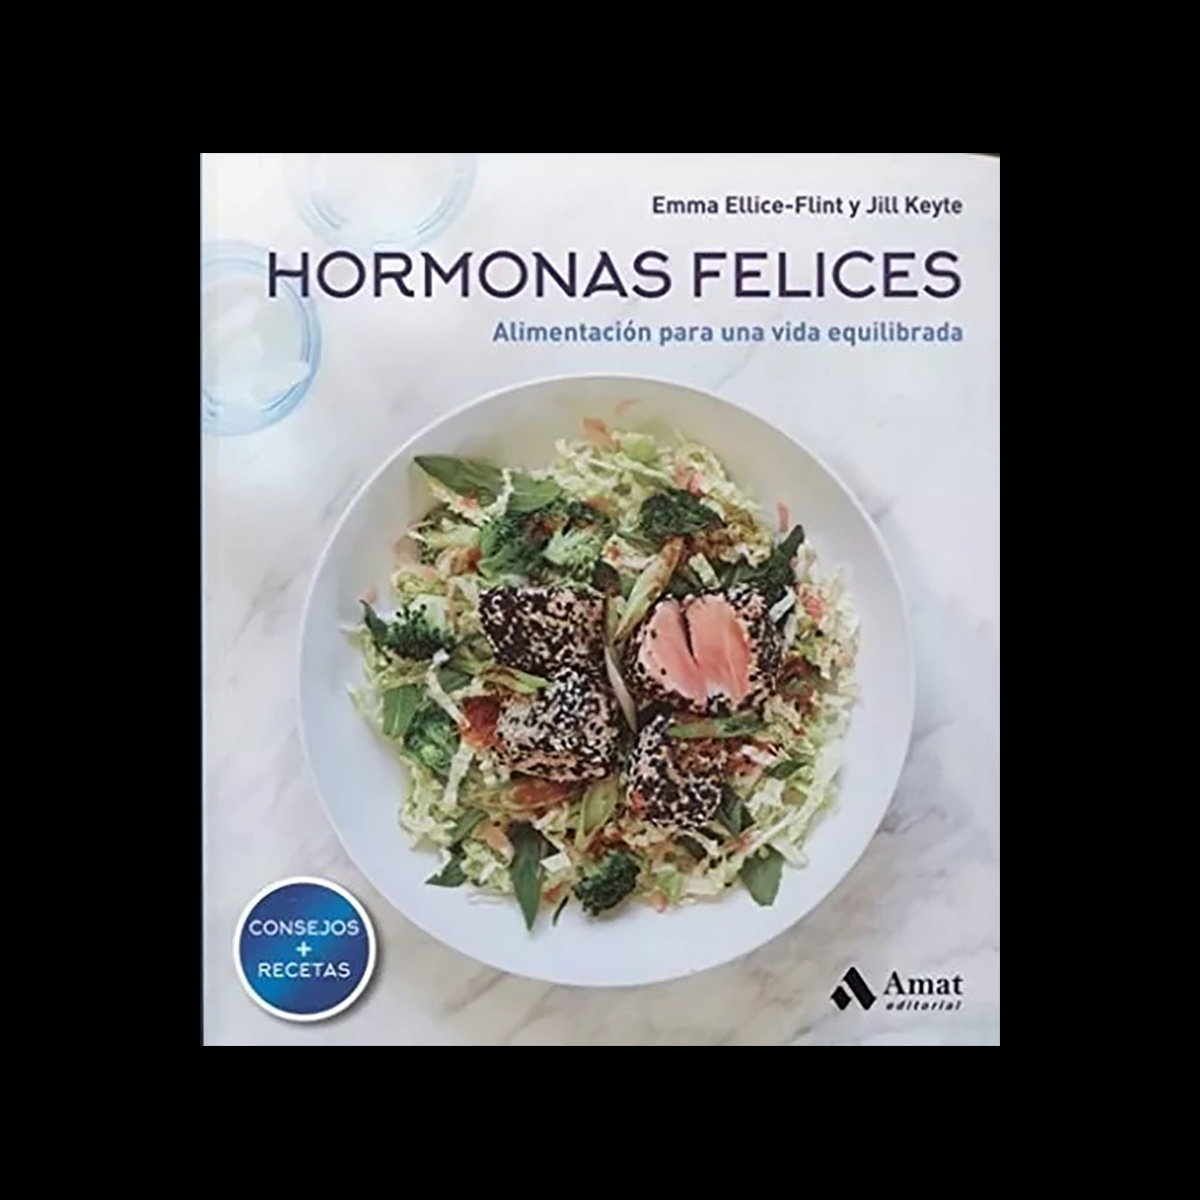 Emma Ellice-Flint y Jill Keyte
HORMONAS FELICES
Alimentación para una vida equilibrada
CONSEJOS
+
RECETAS
Amat
editorial